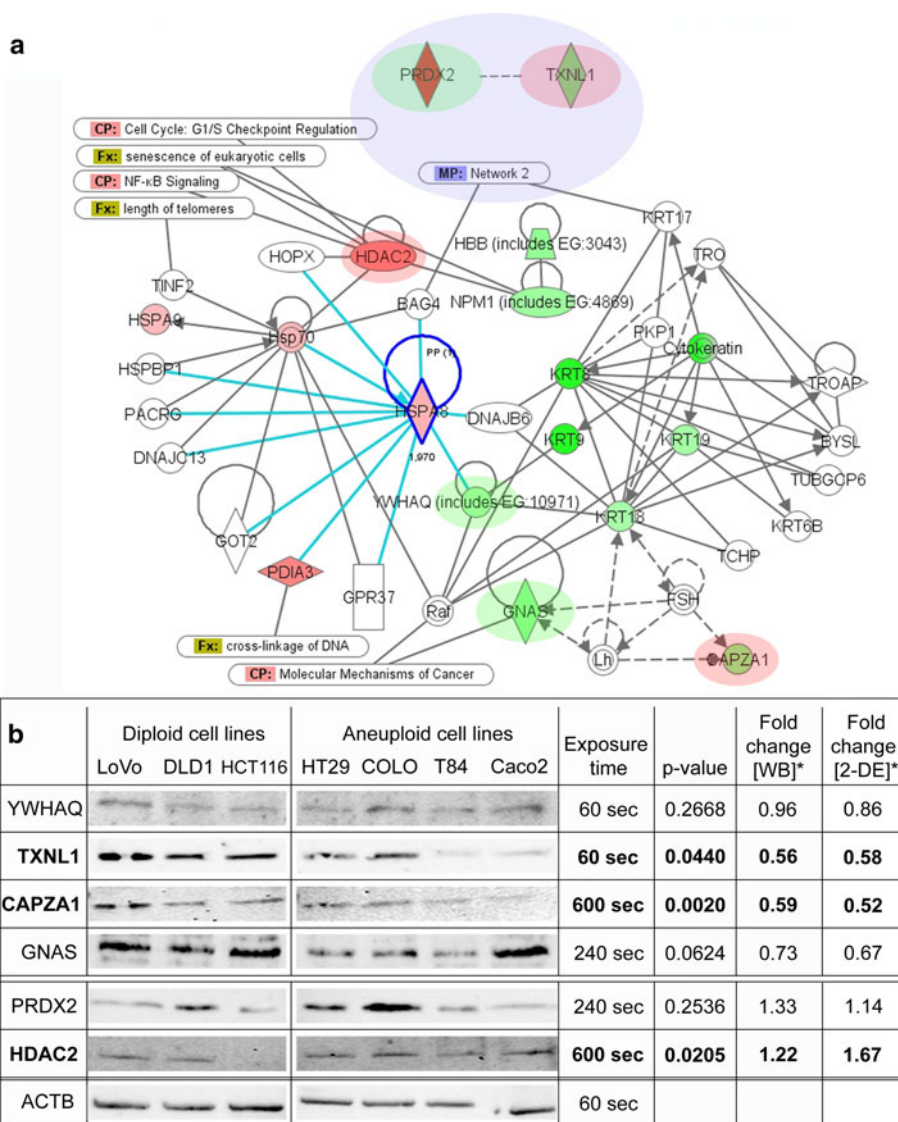 a
PRDX2
TXNL1
CP: Cell Cycle: G1/S Checkpoint Regulation
Fx: senescence of eukaryotic cells
CP: NF-κB Signaling
MP: Network 2
Fx: length of telomeres
KRT17
HBB (includes EG:3043)
HOPX
HDAC2
TRO
TINF2
BAG4
NPM1 (includes EG:4869)
HSPA9
Hsp70
PKP1
Cytokeratin
PP (1)
HSPBP1
KRT8
TROAP
PACRG
HSPA8
DNAJB6
KRT9
KRT19
BYSL
DNAJC13
1,970
TUBGCP6
YWHAQ (includes EG:10971)
KRT18
KRT6B
GOT2
TCHP
PDIA3
GPR37
Raf
GNAS
FSH
Fx: cross-linkage of DNA
Lh
CAPZA1
CP: Molecular Mechanisms of Cancer
b
Diploid cell lines
Aneuploid cell lines
Exposure time
p-value
Fold change [WB]*
Fold change [2-DE]*
LoVo DLD1 HCT116 HT29 COLO T84 Caco2
YWHAQ 60 sec 0.2668 0.96 0.86
TXNL1 60 sec 0.0440 0.56 0.58
CAPZA1 600 sec 0.0020 0.59 0.52
GNAS 240 sec 0.0624 0.73 0.67
PRDX2 240 sec 0.2536 1.33 1.14
HDAC2 600 sec 0.0205 1.22 1.67
ACTB 60 sec